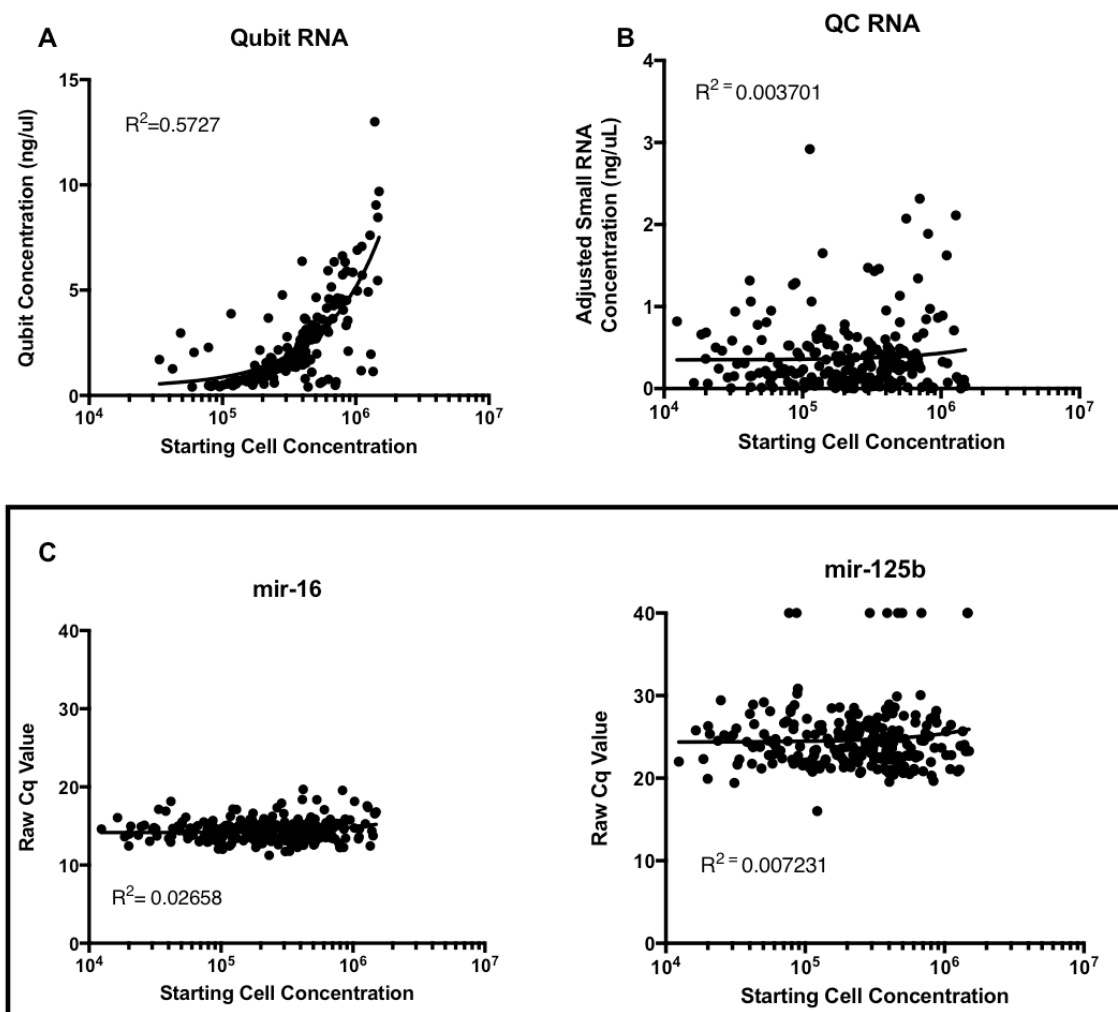 A
Qubit RNA
R²=0.5727
Qubit Concentration (ng/ul)
15
10
5
0
10⁴ 10⁵ 10⁶ 10⁷
Starting Cell Concentration
B
QC RNA
R² = 0.003701
Adjusted Small RNA
Concentration (ng/uL)
4
3
2
1
0
10⁴ 10⁵ 10⁶ 10⁷
Starting Cell Concentration
C
mir-16
Raw Cq Value
40
30
20
10
0
R²= 0.02658
10⁴ 10⁵ 10⁶ 10⁷
Starting Cell Concentration
mir-125b
Raw Cq Value
40
30
20
10
0
R² = 0.007231
10⁴ 10⁵ 10⁶ 10⁷
Starting Cell Concentration